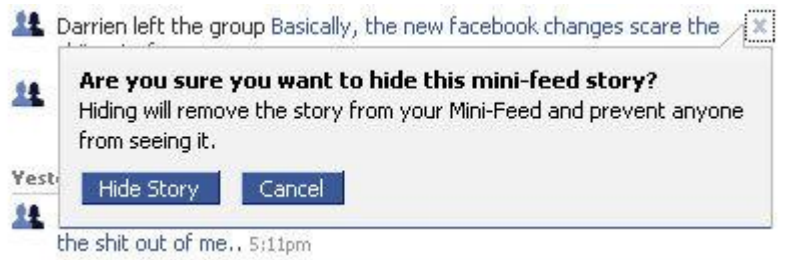 Darrien left the group Basically, the new facebook changes scare the
x
Are you sure you want to hide this mini-feed story?
Hiding will remove the story from your Mini-Feed and prevent anyone
from seeing it.
Hide Story
Cancel
the shit out of me.. 5:11pm